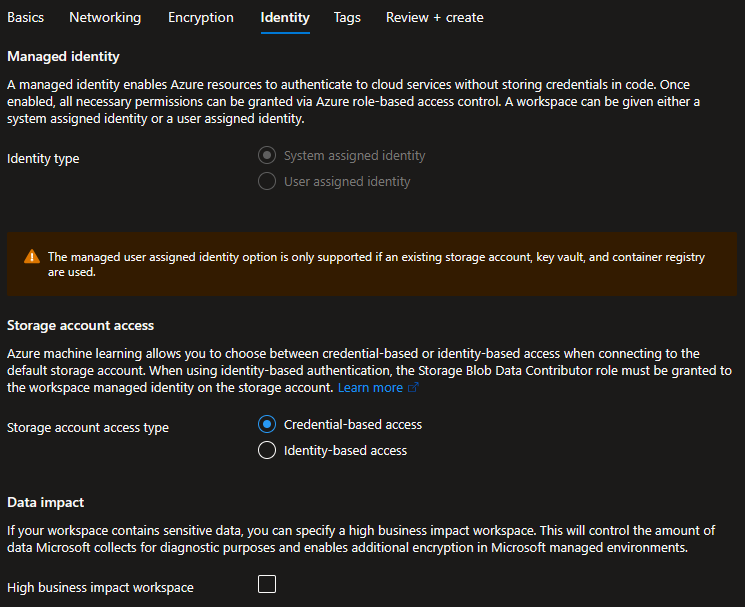 Basics Networking Encryption Identity Tags Review + create
Managed identity
A managed identity enables Azure resources to authenticate to cloud services without storing credentials in code. Once
enabled, all necessary permissions can be granted via Azure role-based access control. A workspace can be given either a
system assigned identity or a user assigned identity.
Identity type
System assigned identity
User assigned identity
The managed user assigned identity option is only supported if an existing storage account, key vault, and container registry
are used.
Storage account access
Azure machine learning allows you to choose between credential-based or identity-based access when connecting to the
default storage account. When using identity-based authentication, the Storage Blob Data Contributor role must be granted to
the workspace managed identity on the storage account. Learn more
Storage account access type
Credential-based access
Identity-based access
Data impact
If your workspace contains sensitive data, you can specify a high business impact workspace. This will control the amount of
data Microsoft collects for diagnostic purposes and enables additional encryption in Microsoft managed environments.
High business impact workspace